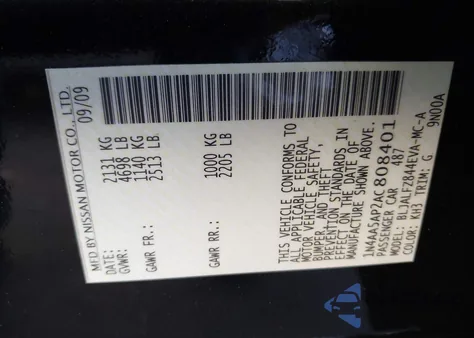 MFD BY NISSAN MOTOR CO., LTD.
09/09
GVWR: 2131 KG
4698 LB
GAWR FR: 1140 KG
2513 LB
GAWR RR: 1000 KG
2205 LB
THIS VEHICLE CONFORMS TO
ALL APPLICABLE FEDERAL
MOTOR VEHICLE SAFETY,
BUMPER, AND THEFT
PREVENTION STANDARDS IN
EFFECT ON THE DATE OF
MANUFACTURE SHOWN ABOVE.
1N4AA5AP2AC808401
PASSENGER CAR 487
MODEL: BLJALFZ844EVA-MC-A
COLOR: KH3 TRIM: G 9N00A